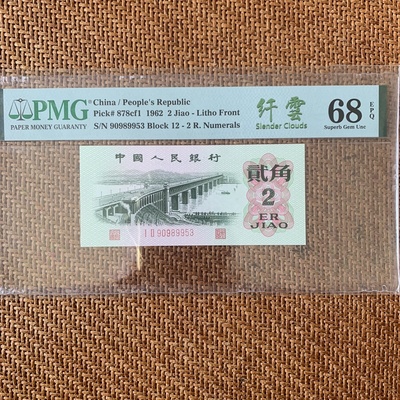 PMG
PAPER MONEY GUARANTY
China / People's Republic
Pick# 878cf1 1962 2 Jiao - Litho Front
S/N 90989953 Block 12 - 2 R. Numerals
纤雲
Slender Clouds
68 EPQ
Superb Gem Unc
中國人民銀行
貳角
2
ER
JIAO
I II 90989953